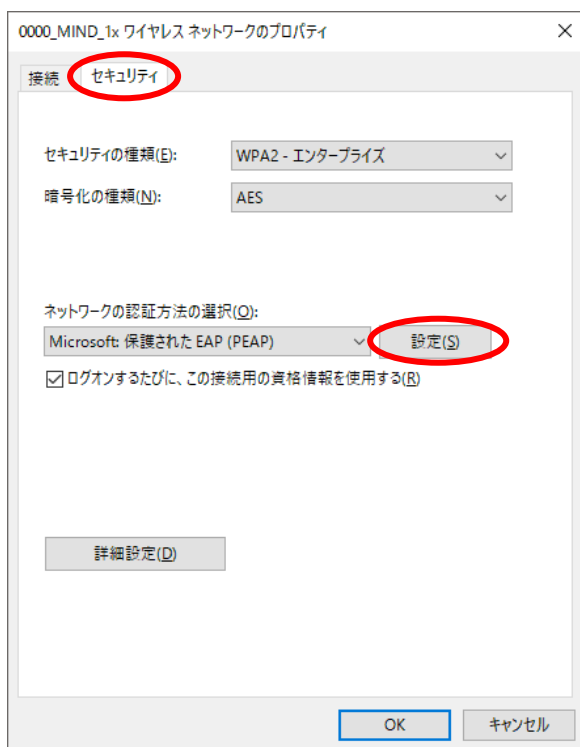 0000_MIND_1x ワイヤレス ネットワークのプロパティ
接続 セキュリティ
セキュリティの種類(E): WPA2 - エンタープライズ
暗号化の種類(N): AES
ネットワークの認証方法の選択(O):
Microsoft: 保護された EAP (PEAP) 設定(S)
ログオンするたびに、この接続用の資格情報を使用する(R)
詳細設定(D)
OK キャンセル